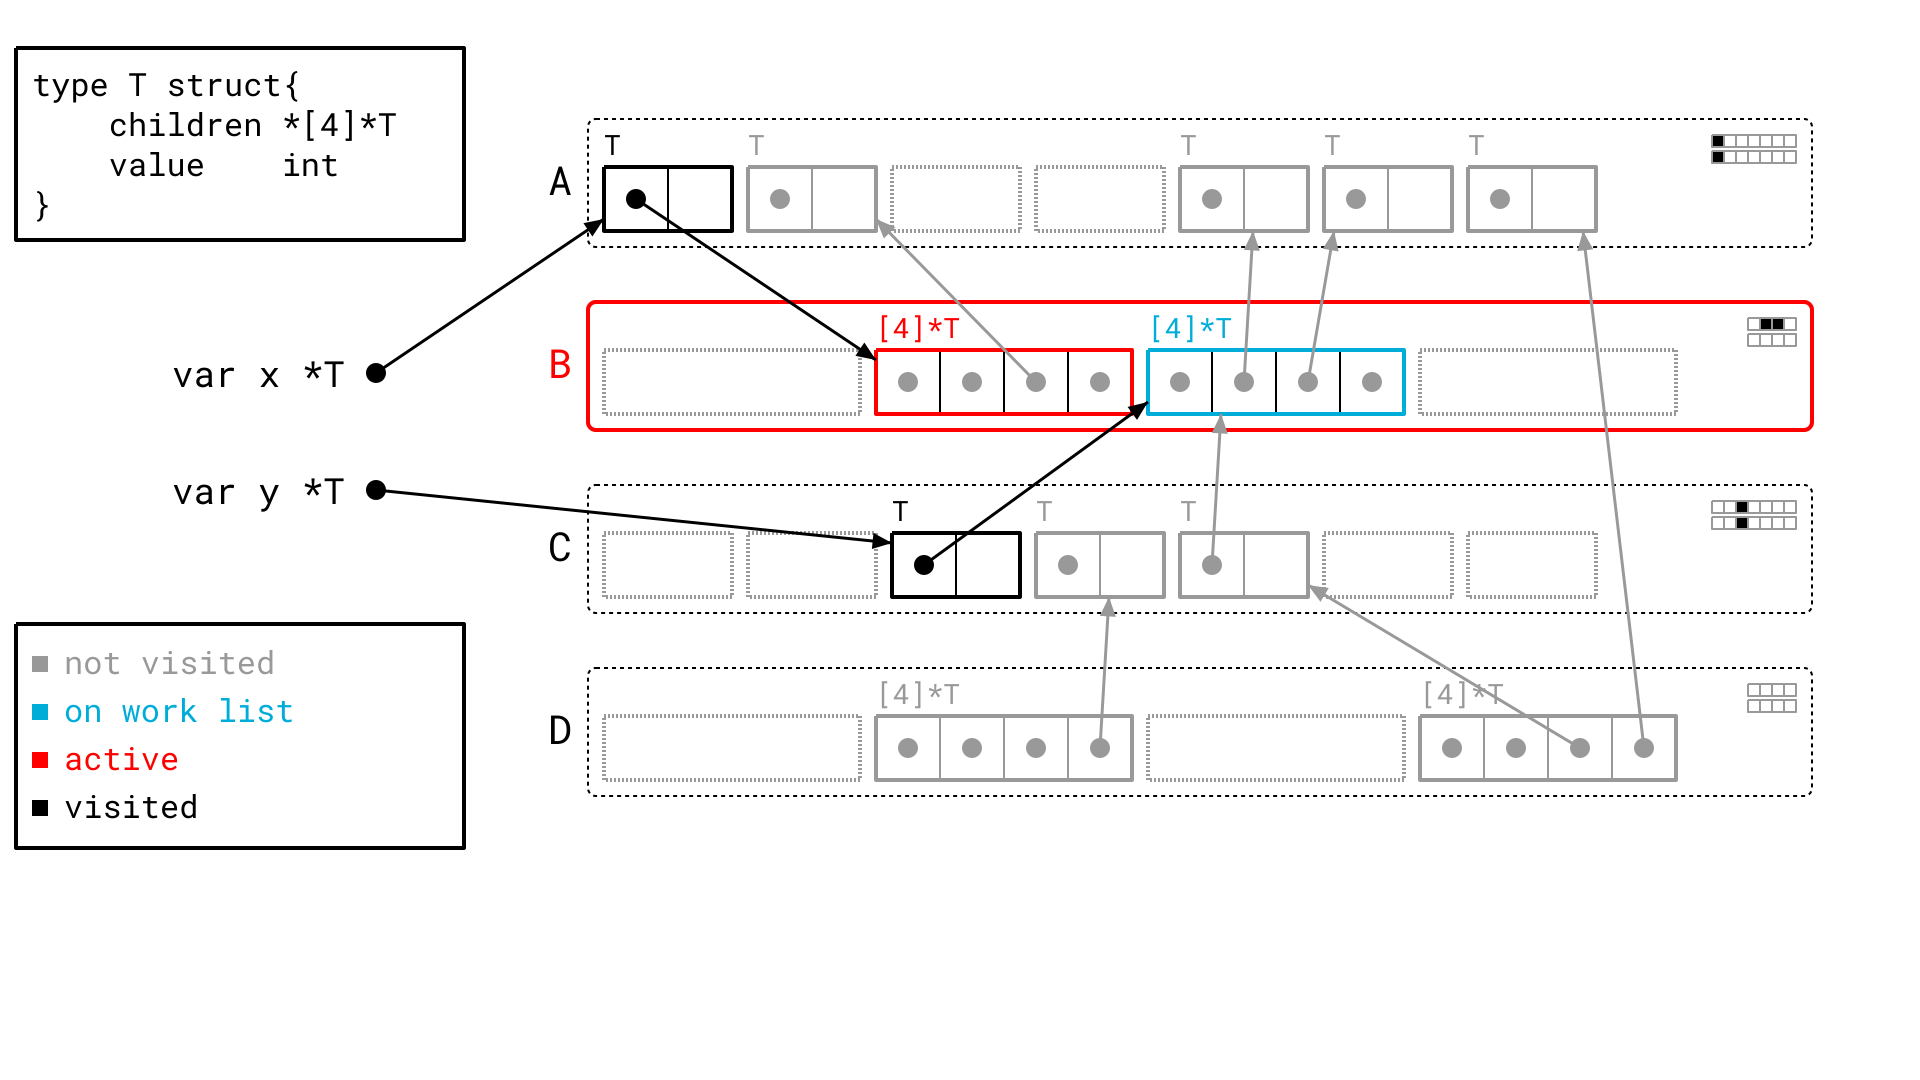 type T struct{
    children *[4]*T
    value    int
}
var x *T
var y *T
not visited
on work list
active
visited
A
T T T T T
B
[4]*T [4]*T
C
T T T
D
[4]*T [4]*T